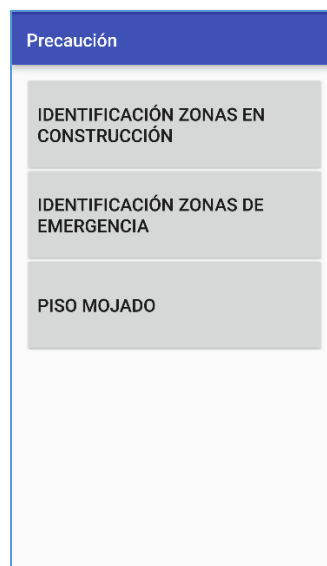 Precaución
IDENTIFICACIÓN ZONAS EN
CONSTRUCCIÓN
IDENTIFICACIÓN ZONAS DE
EMERGENCIA
PISO MOJADO